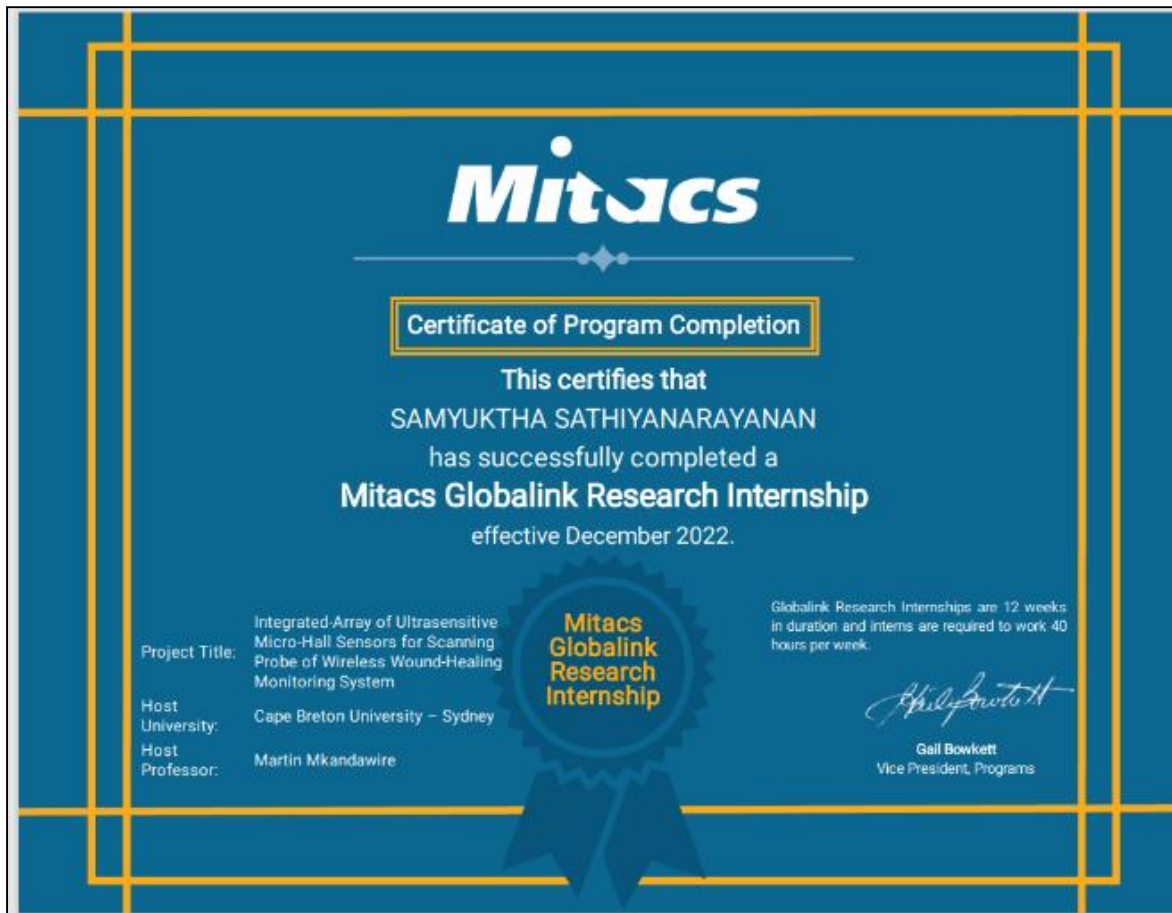 Mitacs
Certificate of Program Completion
This certifies that
SAMYUKTHA SATHIYANARAYANAN
has successfully completed a
Mitacs Globalink Research Internship
effective December 2022.
Project Title:
Integrated-Array of Ultrasensitive
Micro-Hall Sensors for Scanning
Probe of Wireless Wound-Healing
Monitoring System
Host
University:
Cape Breton University – Sydney
Host
Professor:
Martin Mkandawire
Mitacs
Globalink
Research
Internship
Globalink Research Internships are 12 weeks
in duration and interns are required to work 40
hours per week.
Gail Bowkett
Vice President, Programs